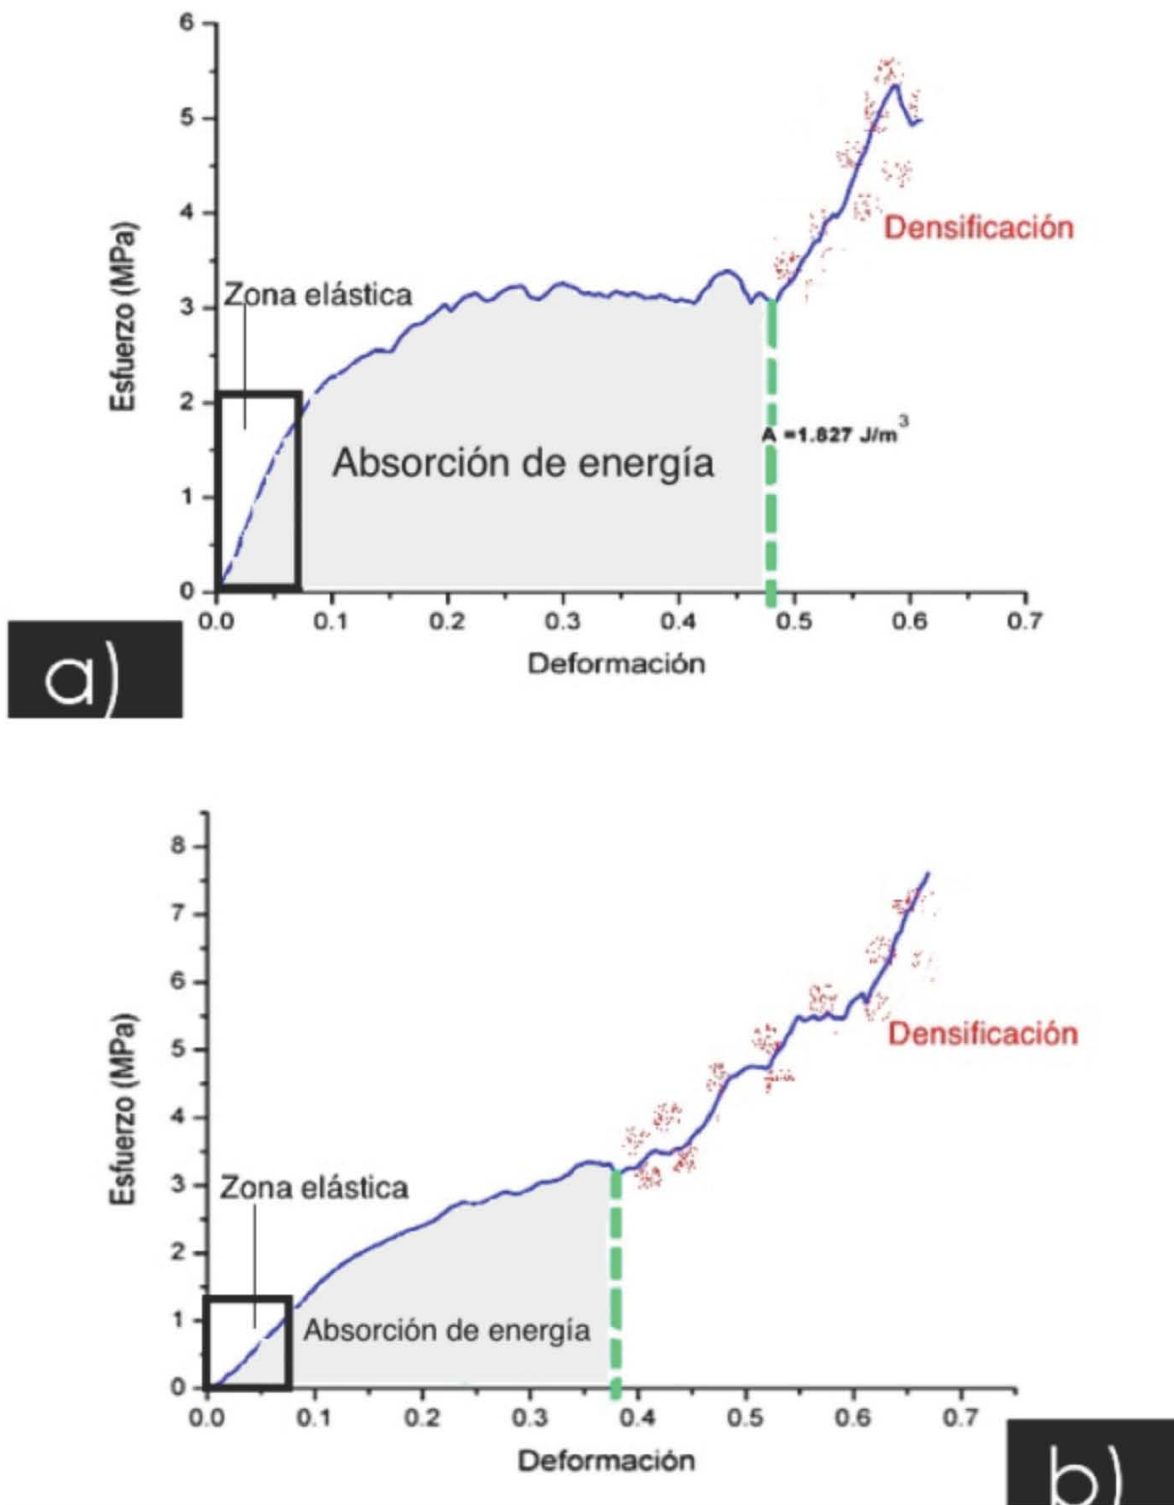 6
5
4
3
2
1
0
Esfuerzo (MPa)
Zona elástica
Densificación
Absorción de energía
A =1.827 J/m³
0.0 0.1 0.2 0.3 0.4 0.5 0.6 0.7
Deformación
a)
8
7
6
5
4
3
2
1
0
Esfuerzo (MPa)
Densificación
Zona elástica
Absorción de energía
0.0 0.1 0.2 0.3 0.4 0.5 0.6 0.7
Deformación
b)